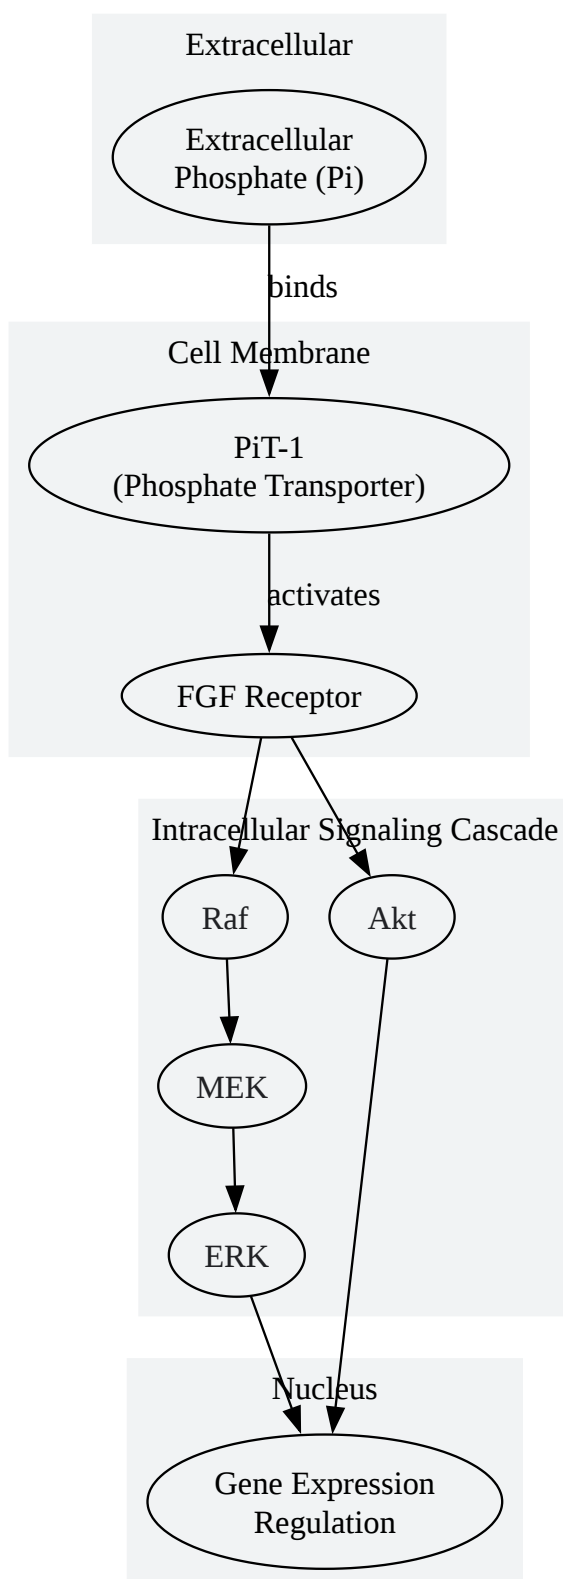 Extracellular
Extracellular
Phosphate (Pi)
binds
Cell Membrane
PiT-1
(Phosphate Transporter)
activates
FGF Receptor
Intracellular Signaling Cascade
Raf
Akt
MEK
ERK
Nucleus
Gene Expression
Regulation